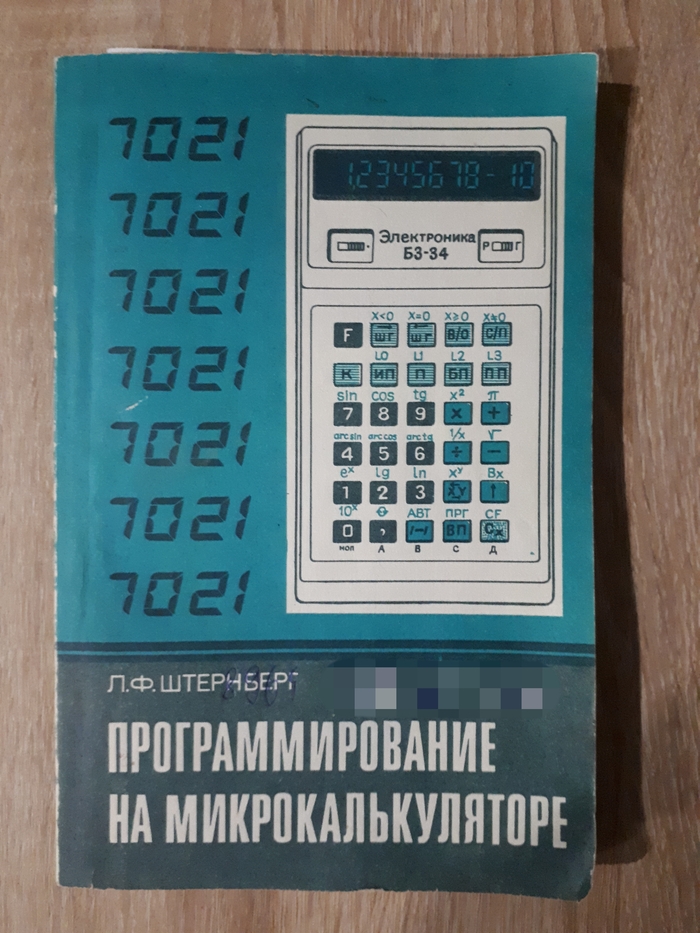 7021
7021
7021
7021
7021
7021
7021
1,2345678-10
Электроника
Б3-34
Р Г
X<0 X=0 X≥0 X≠0
F ШГ ШГ В/О С/П
L0 L1 L2 L3
К ИП П БП ПП
sin cos tg x² π
7 8 9 × +
arcsin arccos arctg 1/x √
4 5 6 ÷ −
eˣ lg ln xʸ Вx
1 2 3 XY ↑
10ˣ АВТ ПРГ CF
0 , /−/ ВП Сx
МОЛ А В С Д
Л.Ф. ШТЕРНБЕРГ
ПРОГРАММИРОВАНИЕ
НА МИКРОКАЛЬКУЛЯТОРЕ